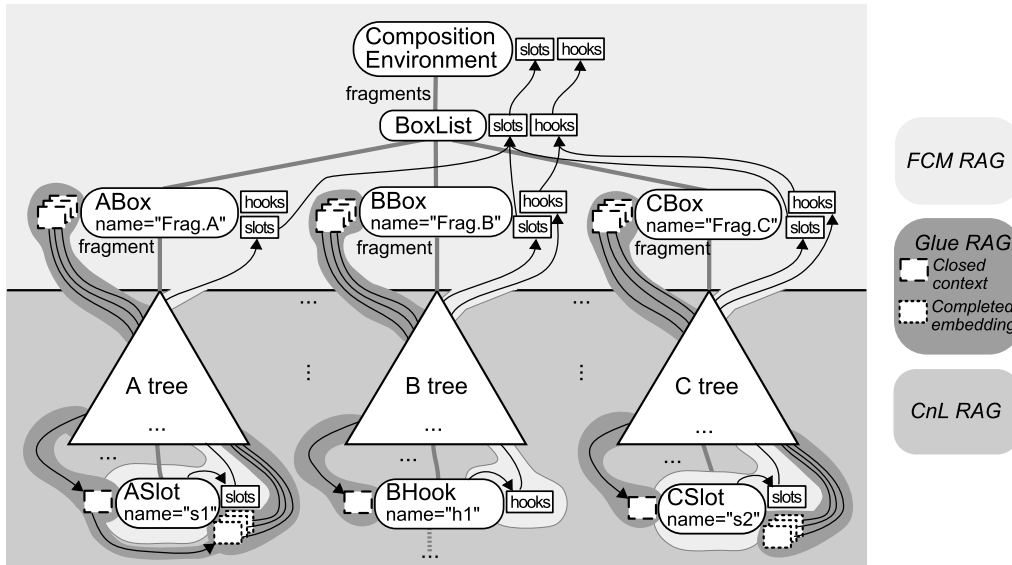 Composition
Environment
slots
hooks
fragments
BoxList
slots
hooks
ABox
name="Frag.A"
hooks
slots
fragment
BBox
name="Frag.B"
hooks
slots
fragment
CBox
name="Frag.C"
hooks
slots
fragment
...
...
A tree
...
B tree
...
C tree
...
...
...
...
...
...
ASlot
name="s1"
slots
BHook
name="h1"
hooks
...
CSlot
name="s2"
slots
FCM RAG
Glue RAG
Closed
context
Completed
embedding
CnL RAG